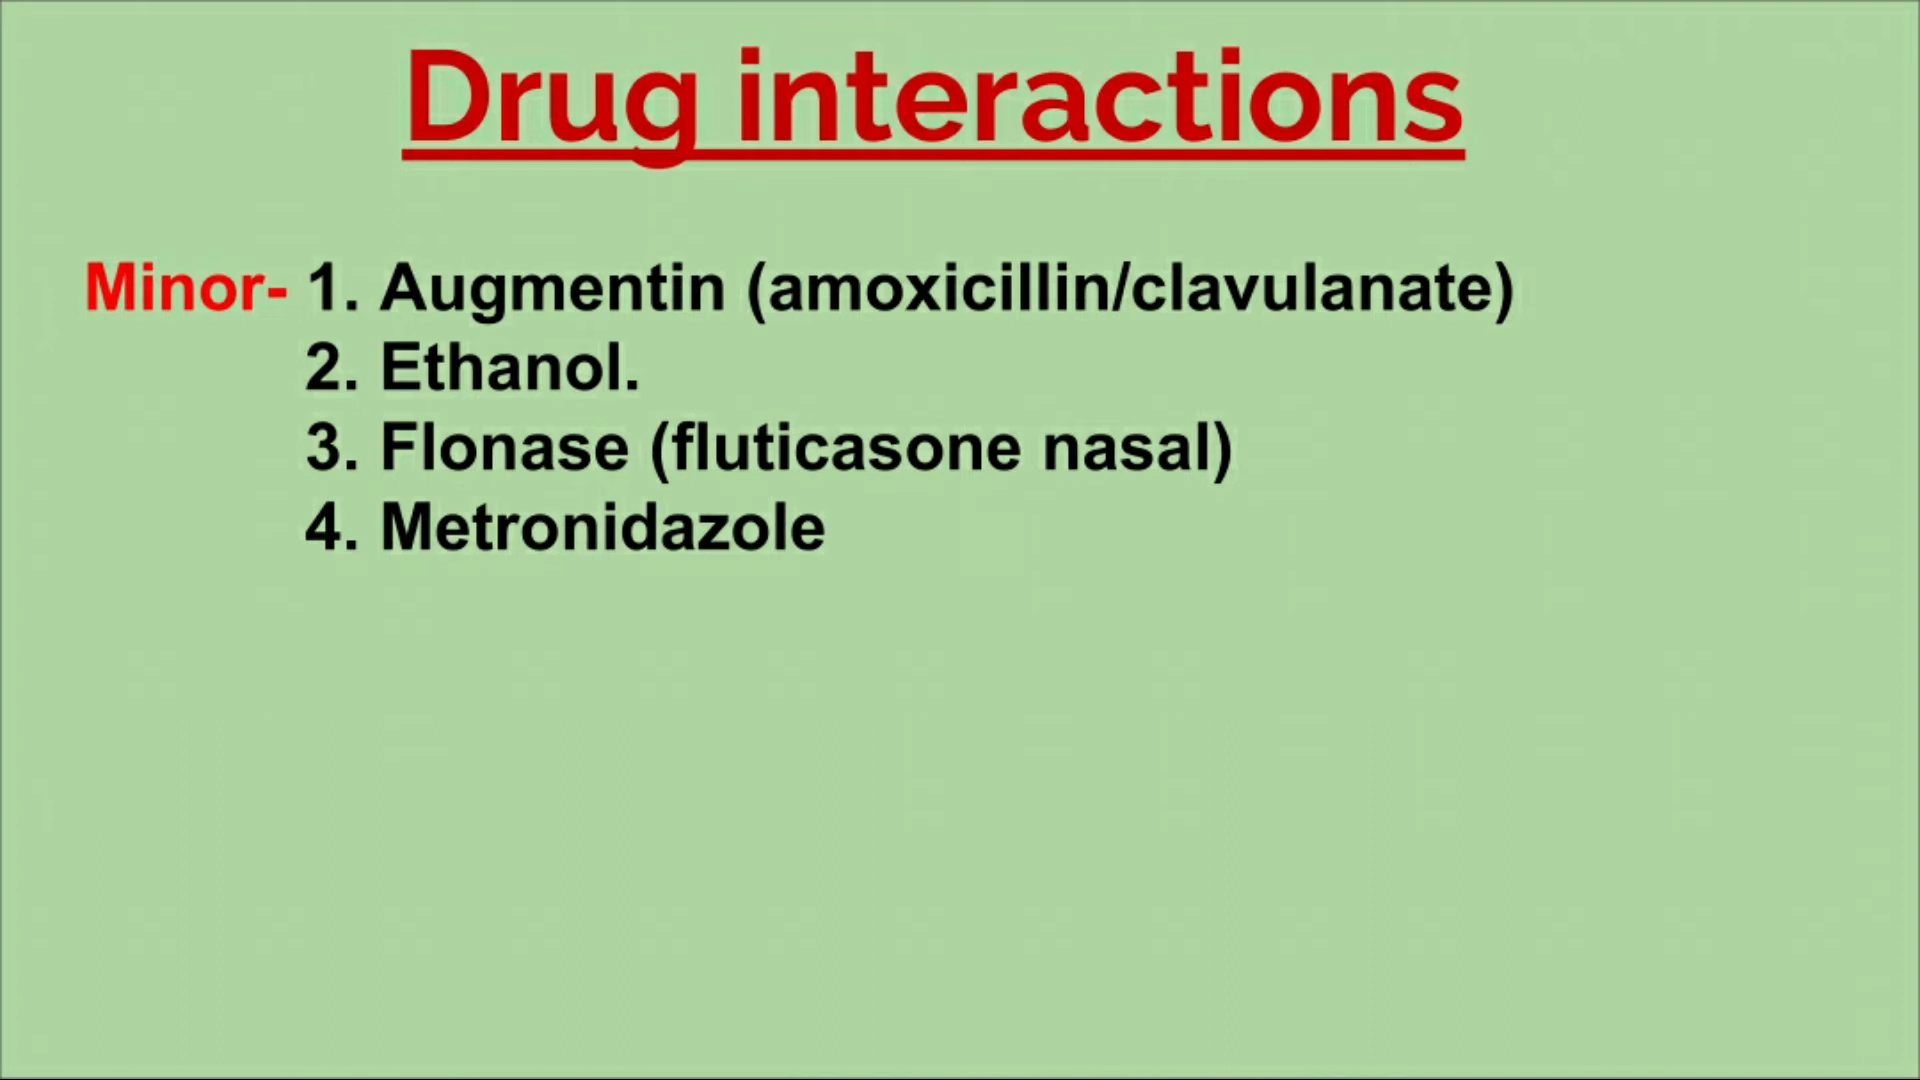 Drug interactions
Minor- 1. Augmentin (amoxicillin/clavulanate)
2. Ethanol.
3. Flonase (fluticasone nasal)
4. Metronidazole